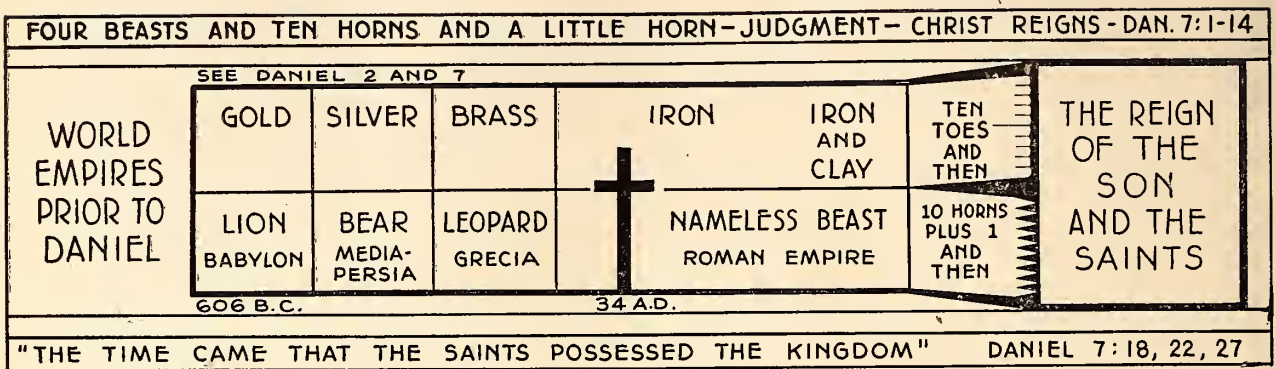 FOUR BEASTS AND TEN HORNS AND A LITTLE HORN-JUDGMENT-CHRIST REIGNS-DAN. 7:1-14
SEE DANIEL 2 AND 7
WORLD
EMPIRES
PRIOR TO
DANIEL
GOLD
SILVER
BRASS
IRON
IRON
AND
CLAY
TEN
TOES
AND
THEN
LION
BABYLON
BEAR
MEDIA-
PERSIA
LEOPARD
GRECIA
NAMELESS BEAST
ROMAN EMPIRE
10 HORNS
PLUS 1
AND
THEN
THE REIGN
OF THE
SON
AND THE
SAINTS
606 B.C.
34 A.D.
"THE TIME CAME THAT THE SAINTS POSSESSED THE KINGDOM" DANIEL 7:18, 22, 27